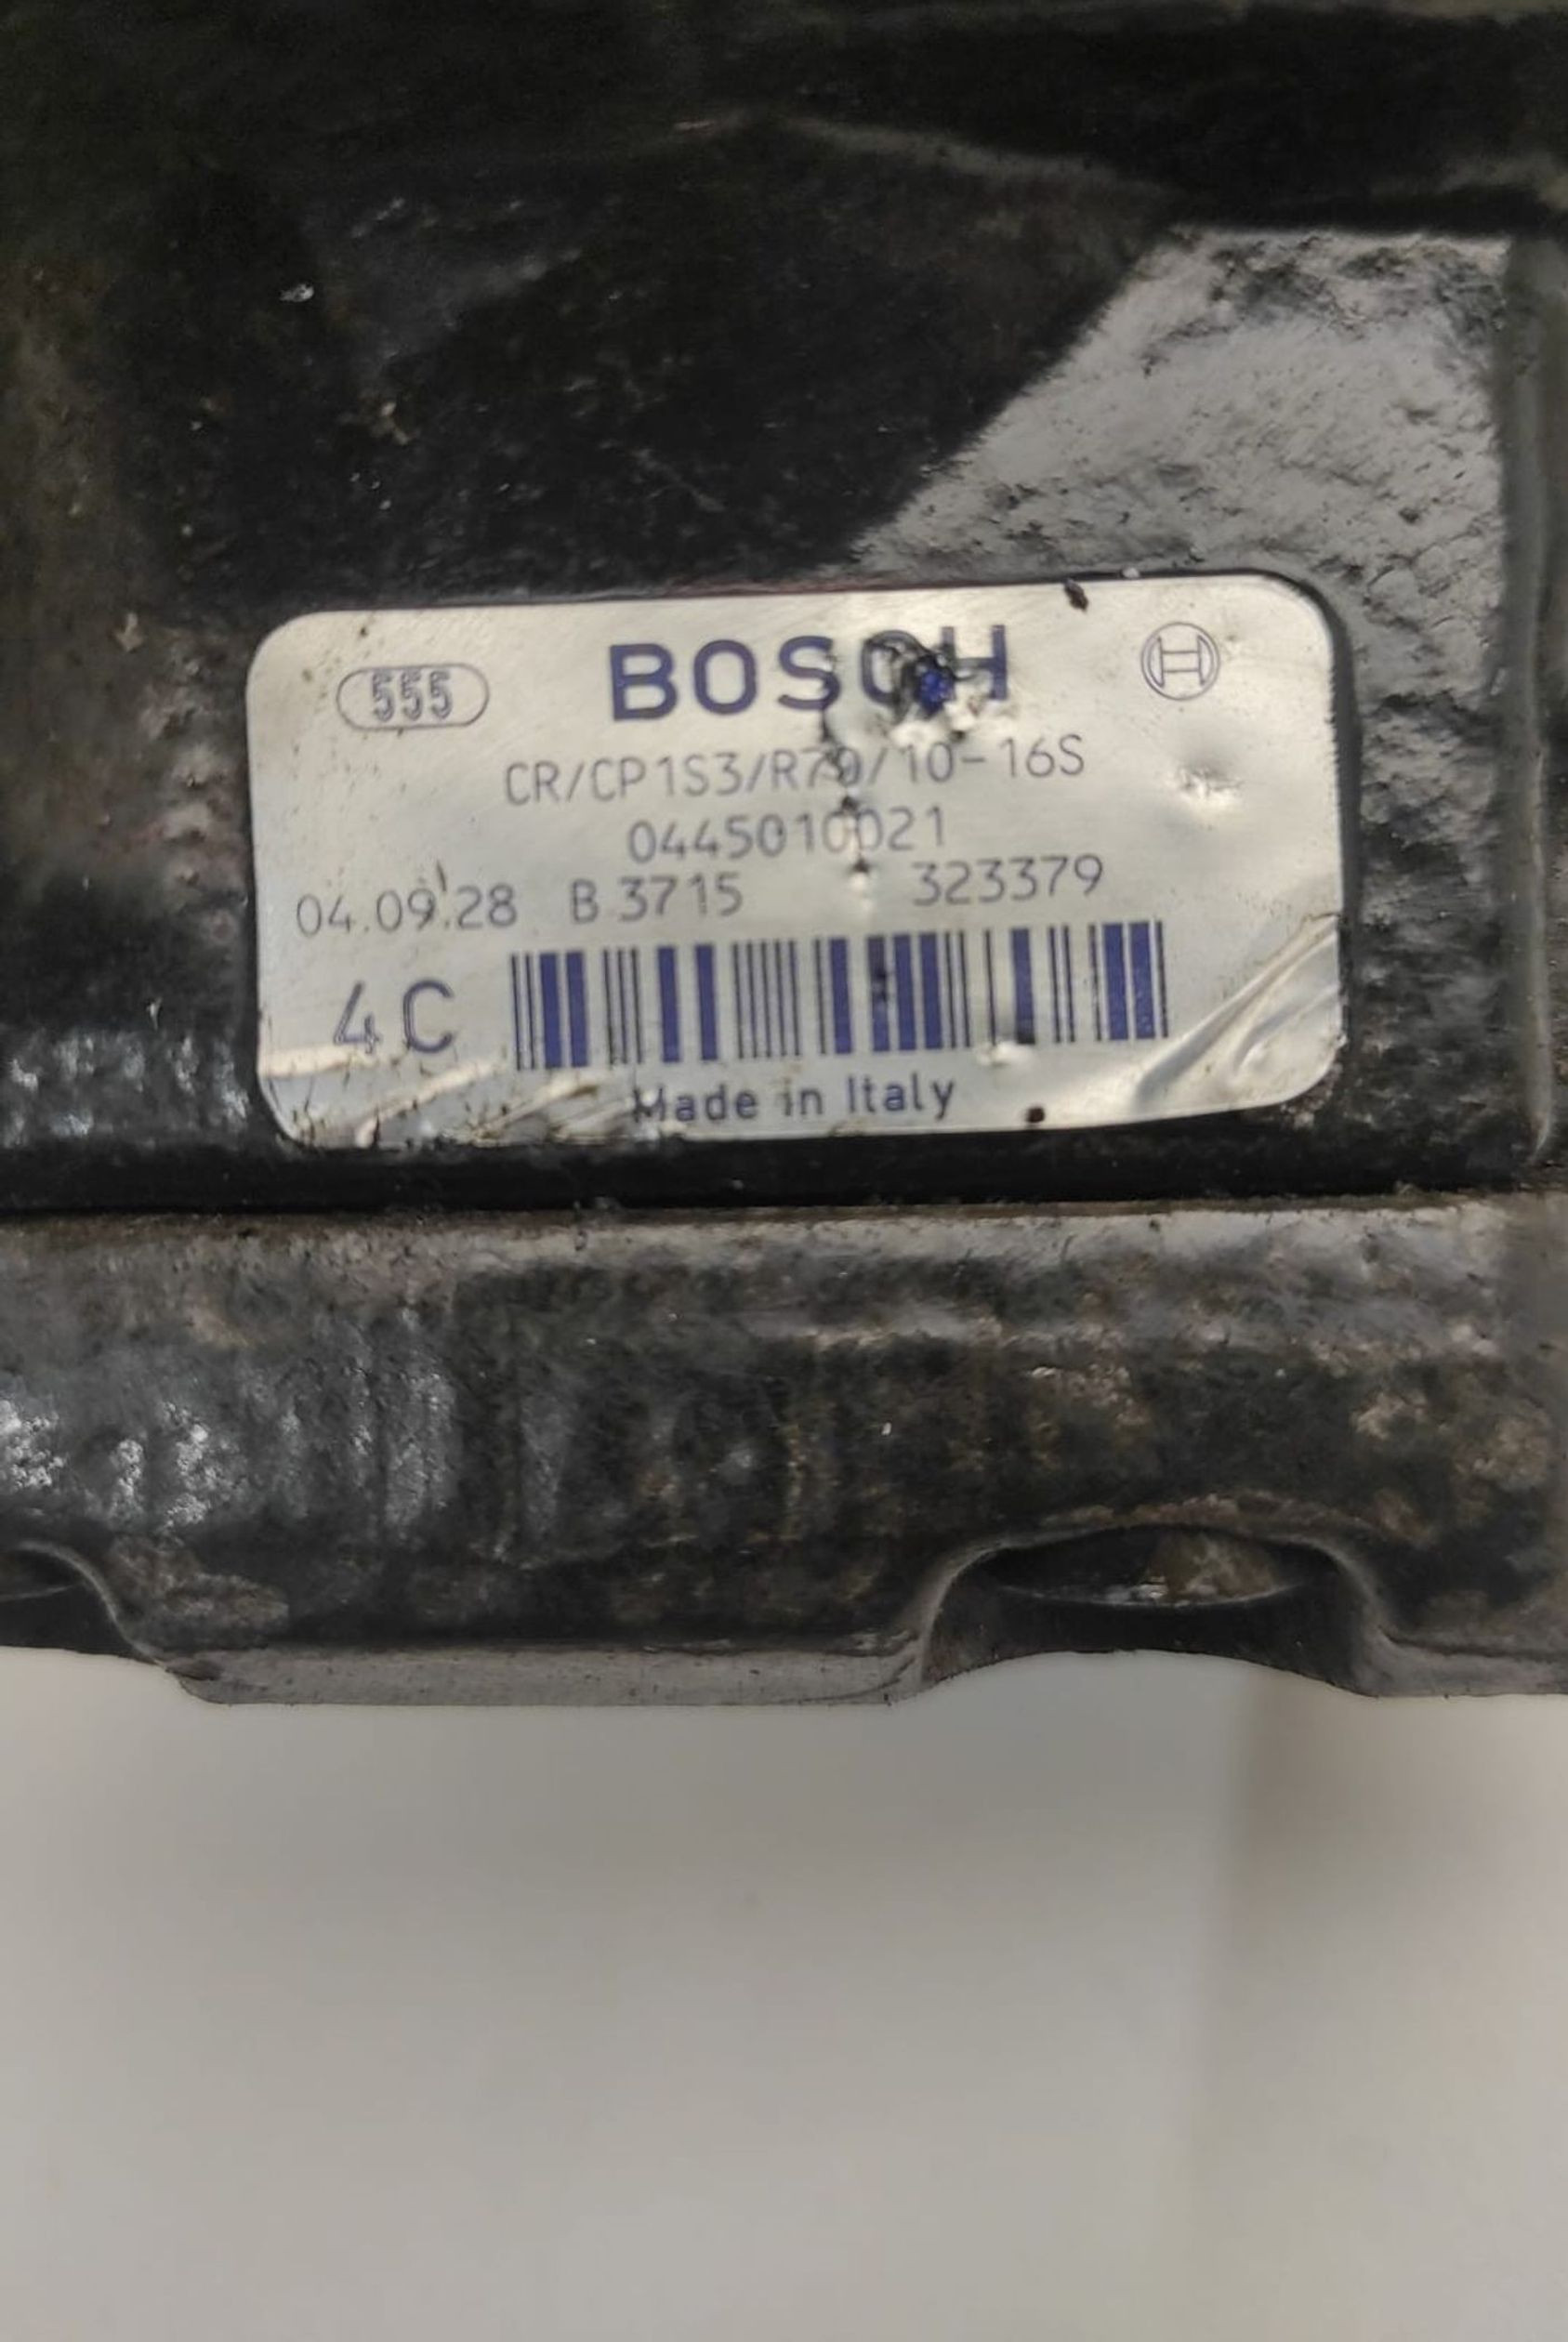 555 BOSCH
CR/CP1S3/R70/10-16S
0445010021
04.09.28 B 3715 323379
4C
Made in Italy